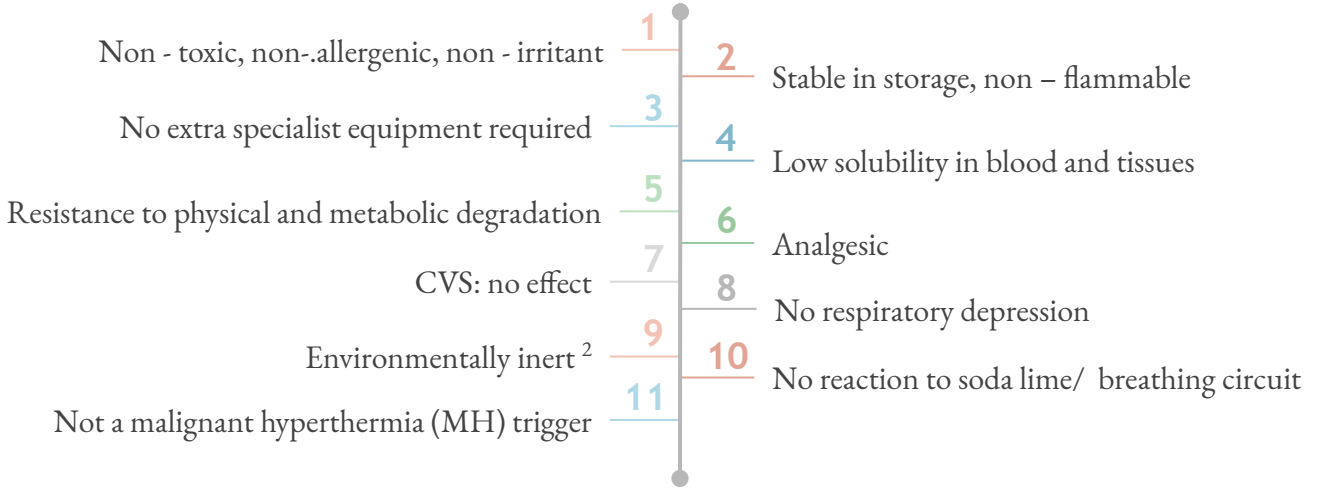 1
Non - toxic, non-.allergenic, non - irritant
2
Stable in storage, non – flammable
3
No extra specialist equipment required
4
Low solubility in blood and tissues
5
Resistance to physical and metabolic degradation
6
Analgesic
7
CVS: no effect
8
No respiratory depression
9
Environmentally inert ²
10
No reaction to soda lime/ breathing circuit
11
Not a malignant hyperthermia (MH) trigger